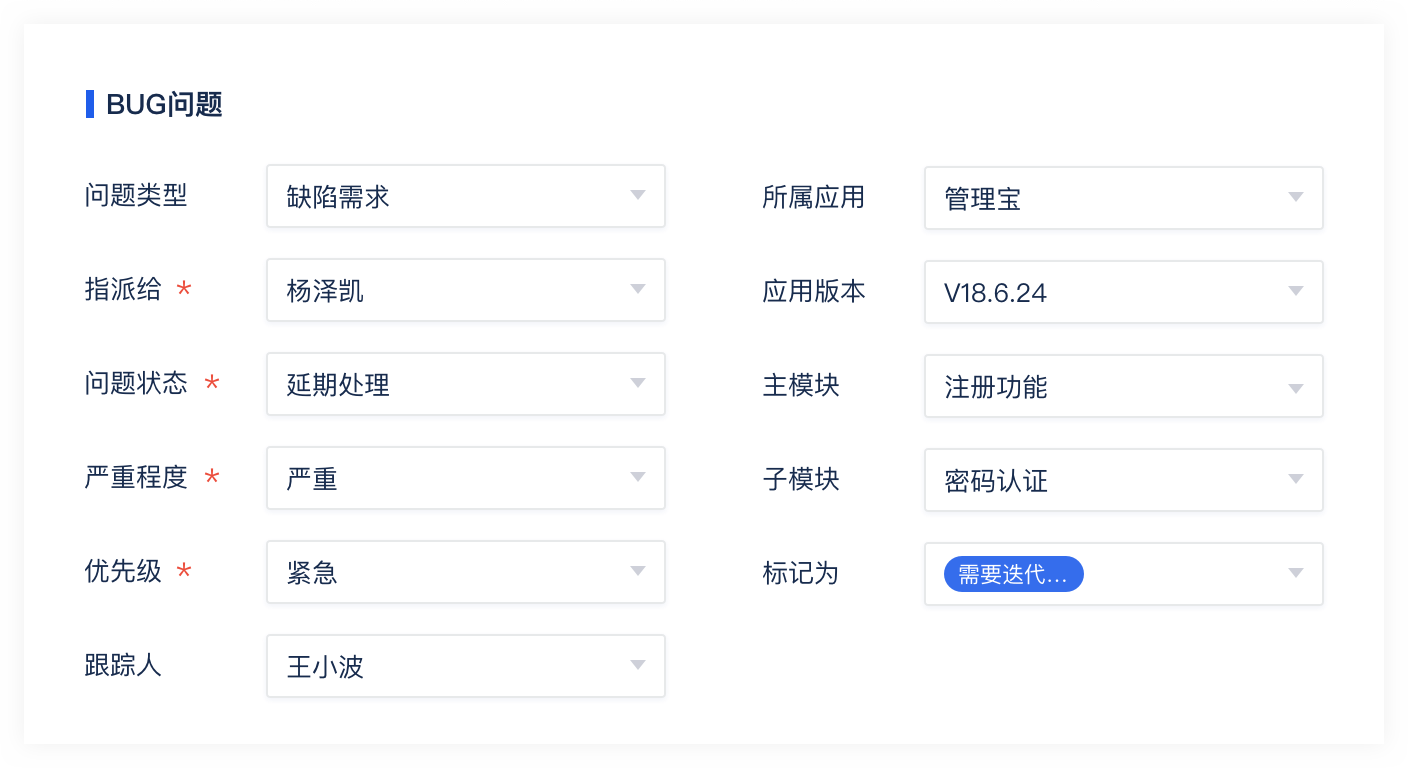 BUG问题
问题类型 缺陷需求 所属应用 管理宝
指派给 * 杨泽凯 应用版本 V18.6.24
问题状态 * 延期处理 主模块 注册功能
严重程度 * 严重 子模块 密码认证
优先级 * 紧急 标记为 需要迭代...
跟踪人 王小波